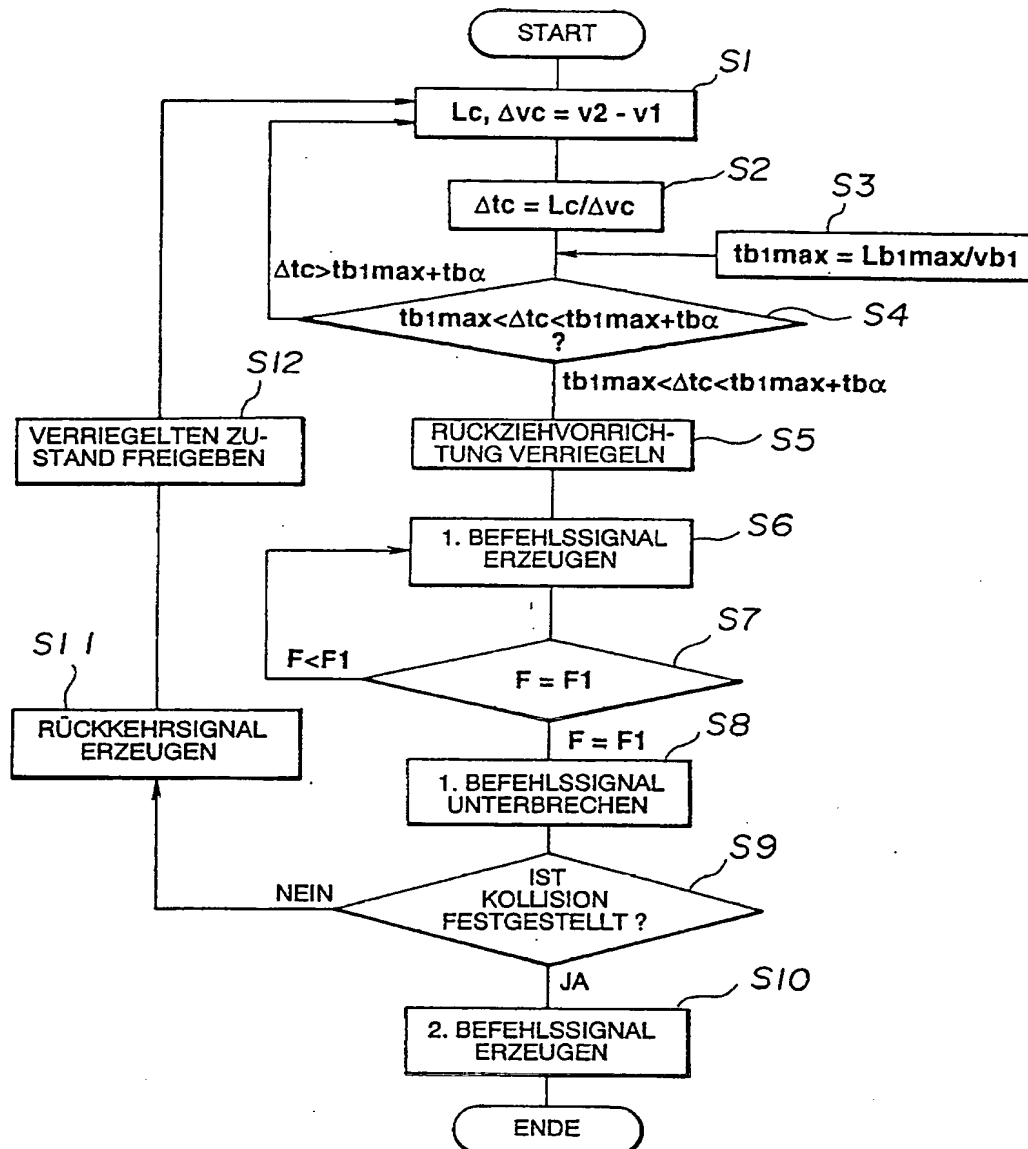 START
S1
Lc, Δvc = v2 - v1
S2
Δtc = Lc/Δvc
S3
tb1max = Lb1max/vb1
Δtc>tb1max+tbα
tb1max<Δtc<tb1max+tbα
?
S4
tb1max<Δtc<tb1max+tbα
S12
VERRIEGELTEN ZU-
STAND FREIGEBEN
RÜCKZIEHVORRICH-
TUNG VERRIEGELN
S5
1. BEFEHLSSIGNAL
ERZEUGEN
S6
S7
F<F1
F = F1
S11
RÜCKKEHRSIGNAL
ERZEUGEN
F = F1
S8
1. BEFEHLSSIGNAL
UNTERBRECHEN
S9
NEIN
IST
KOLLISION
FESTGESTELLT ?
JA
S10
2. BEFEHLSSIGNAL
ERZEUGEN
ENDE